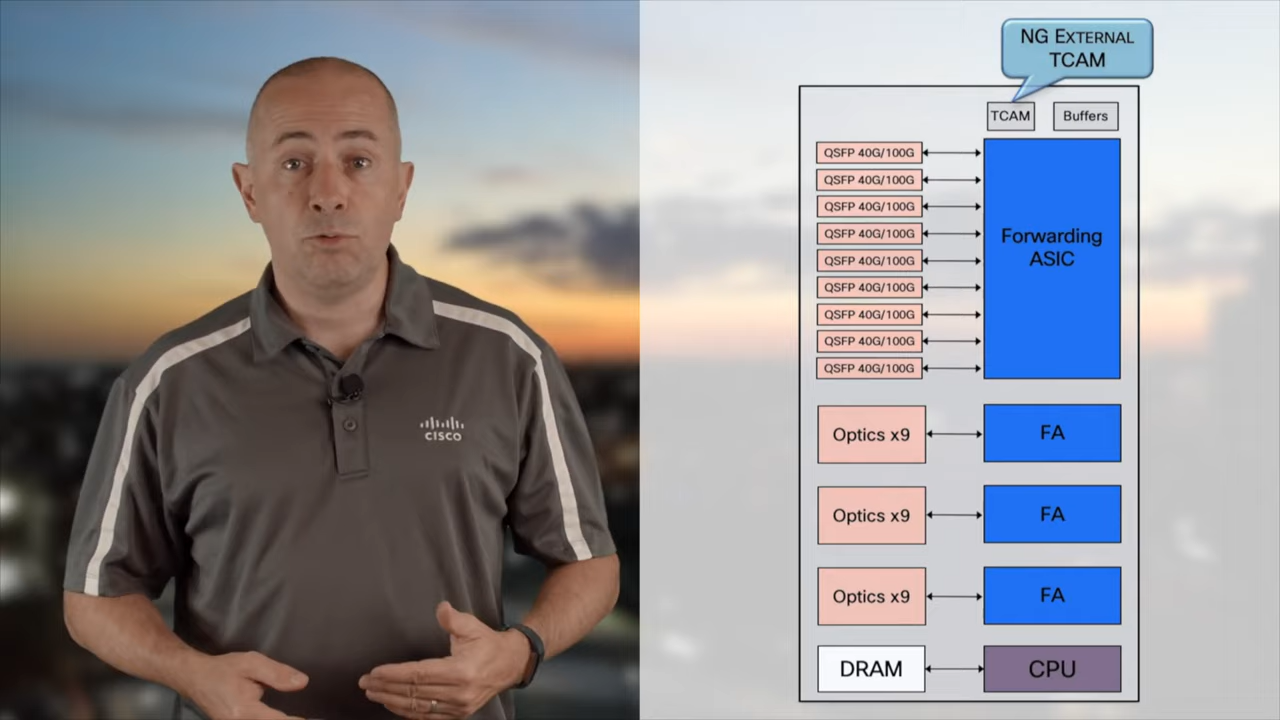 NG EXTERNAL
TCAM
TCAM
Buffers
QSFP 40G/100G
QSFP 40G/100G
QSFP 40G/100G
QSFP 40G/100G
QSFP 40G/100G
QSFP 40G/100G
QSFP 40G/100G
QSFP 40G/100G
QSFP 40G/100G
Forwarding
ASIC
Optics x9
FA
Optics x9
FA
Optics x9
FA
DRAM
CPU
CISCO